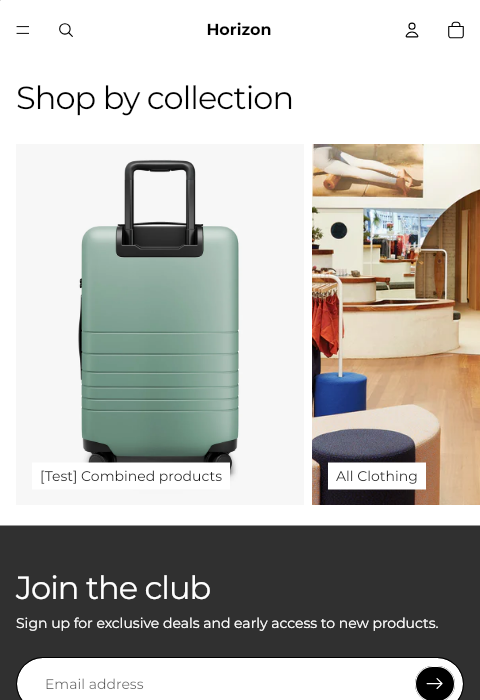 Horizon
Shop by collection
[Test] Combined products
All Clothing
Join the club
Sign up for exclusive deals and early access to new products.
Email address